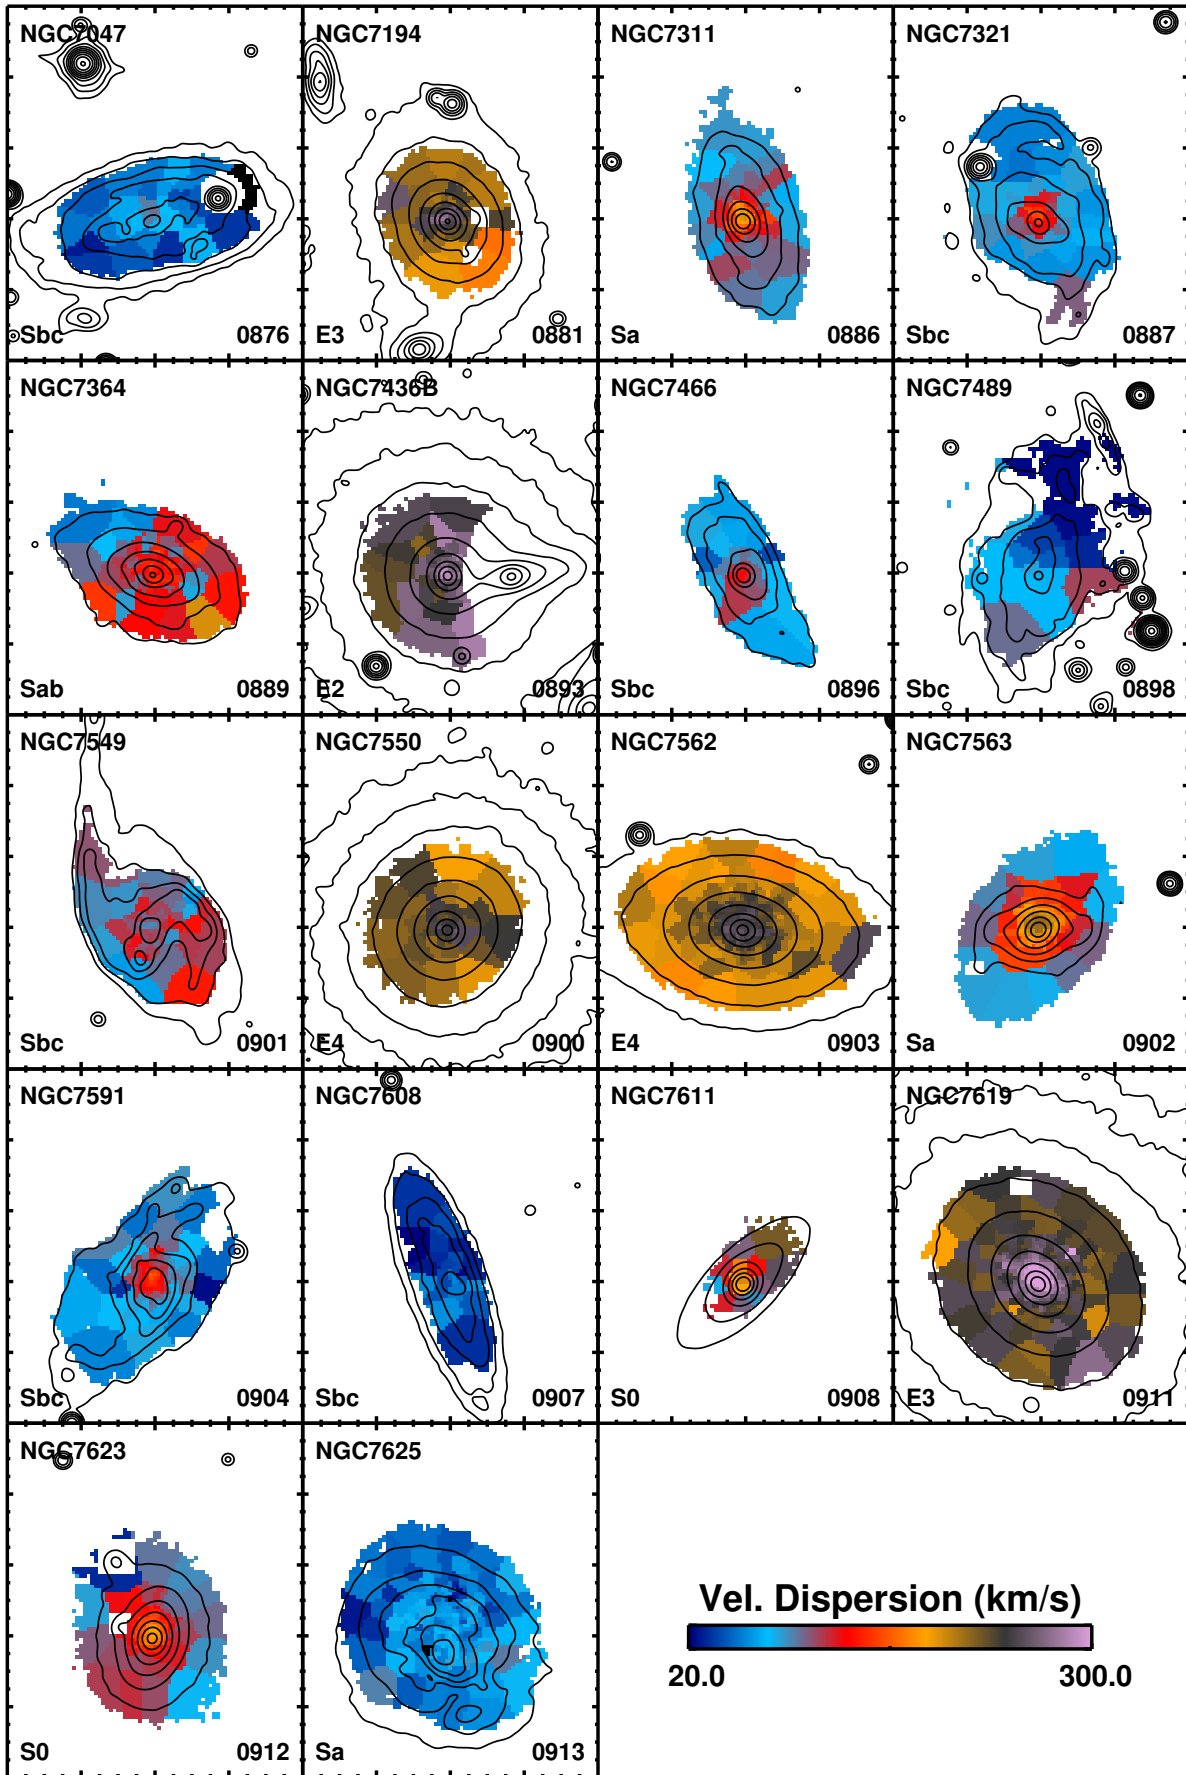 NGC7047 NGC7194 NGC7311 NGC7321
Sbc 0876 E3 0881 Sa 0886 Sbc 0887
NGC7364 NGC7436B NGC7466 NGC7489
Sab 0889 E2 0893 Sbc 0896 Sbc 0898
NGC7549 NGC7550 NGC7562 NGC7563
Sbc 0901 E4 0900 E4 0903 Sa 0902
NGC7591 NGC7608 NGC7611 NGC7619
Sbc 0904 Sbc 0907 S0 0908 E3 0911
NGC7623 NGC7625
Vel. Dispersion (km/s)
20.0 300.0
S0 0912 Sa 0913